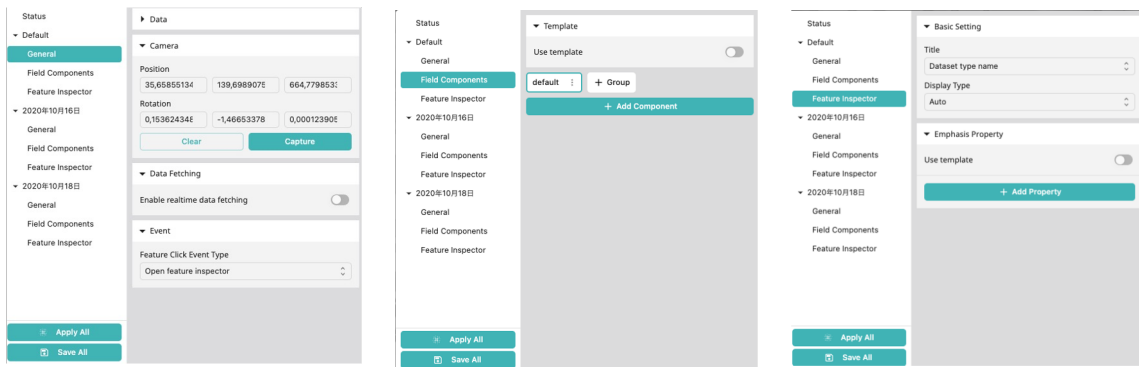 Status
Default
General
Field Components
Feature Inspector
2020年10月16日
General
Field Components
Feature Inspector
2020年10月18日
General
Field Components
Feature Inspector
Apply All
Save All
Data
Camera
Position
35,65855134 139,6989075 664,779853
Rotation
0,153624348 -1,46653378 0,000123905
Clear Capture
Data Fetching
Enable realtime data fetching
Event
Feature Click Event Type
Open feature inspector
Status
Default
General
Field Components
Feature Inspector
2020年10月16日
General
Field Components
Feature Inspector
2020年10月18日
General
Field Components
Feature Inspector
Apply All
Save All
Template
Use template
default + Group
+ Add Component
Status
Default
General
Field Components
Feature Inspector
2020年10月16日
General
Field Components
Feature Inspector
2020年10月18日
General
Field Components
Feature Inspector
Apply All
Save All
Basic Setting
Title
Dataset type name
Display Type
Auto
Emphasis Property
Use template
+ Add Property